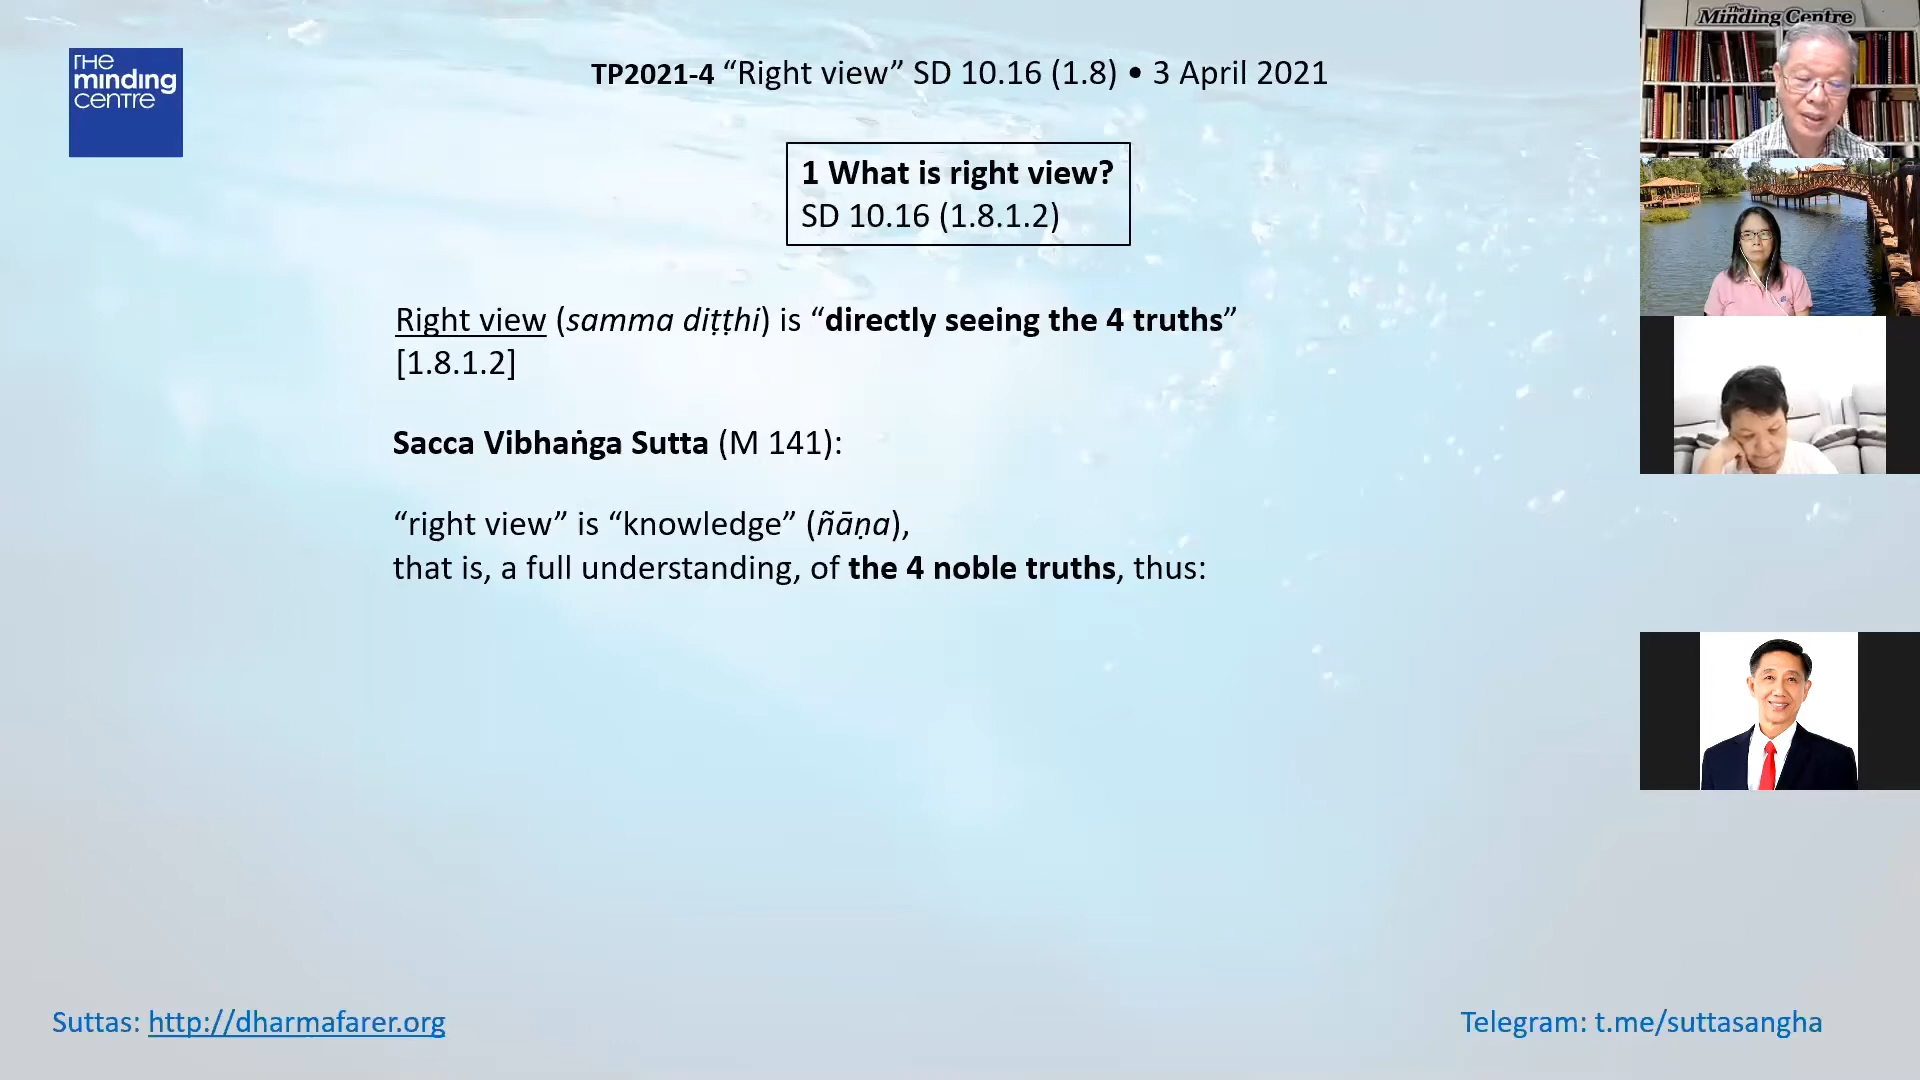 THE
minding
centre
TP2021-4 “Right view” SD 10.16 (1.8) • 3 April 2021
The
Minding Centre
1 What is right view?
SD 10.16 (1.8.1.2)
Right view (samma diṭṭhi) is “directly seeing the 4 truths”
[1.8.1.2]
Sacca Vibhaṅga Sutta (M 141):
“right view” is “knowledge” (ñāṇa),
that is, a full understanding, of the 4 noble truths, thus:
Suttas: http://dharmafarer.org
Telegram: t.me/suttasangha